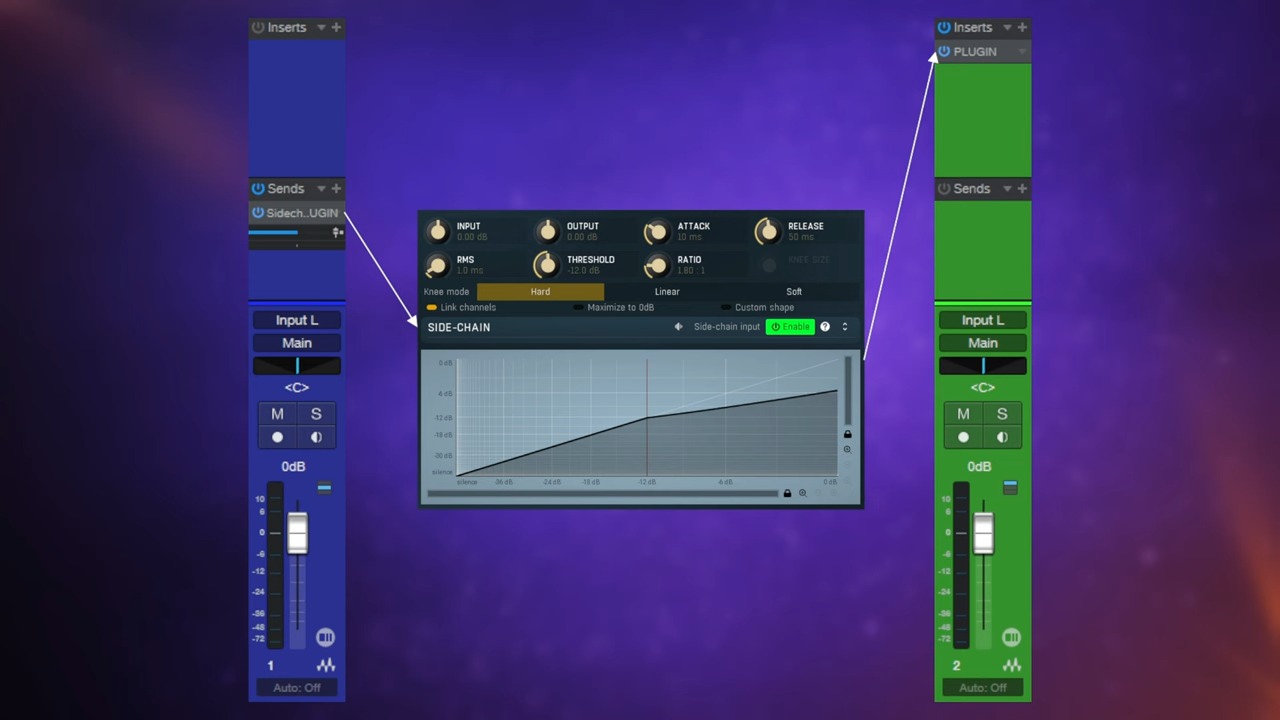 Inserts
Sends
Sidech..UGIN
Input L
Main
<C>
M S
0dB
10
6
0
-6
-12
-24
-36
-48
-72
1
Auto: Off
INPUT
0.00 dB
OUTPUT
0.00 dB
ATTACK
10 ms
RELEASE
50 ms
RMS
1.0 ms
THRESHOLD
-12.0 dB
RATIO
1.80 : 1
KNEE SIZE
Knee mode Hard Linear Soft
Link channels Maximize to 0dB Custom shape
SIDE-CHAIN Side-chain input Enable ?
0 dB
-6 dB
-12 dB
-18 dB
-30 dB
silence
silence -36 dB -24 dB -18 dB -12 dB -6 dB 0 dB
Inserts
PLUGIN
Sends
Input L
Main
<C>
M S
0dB
10
6
0
-6
-12
-24
-36
-48
-72
2
Auto: Off